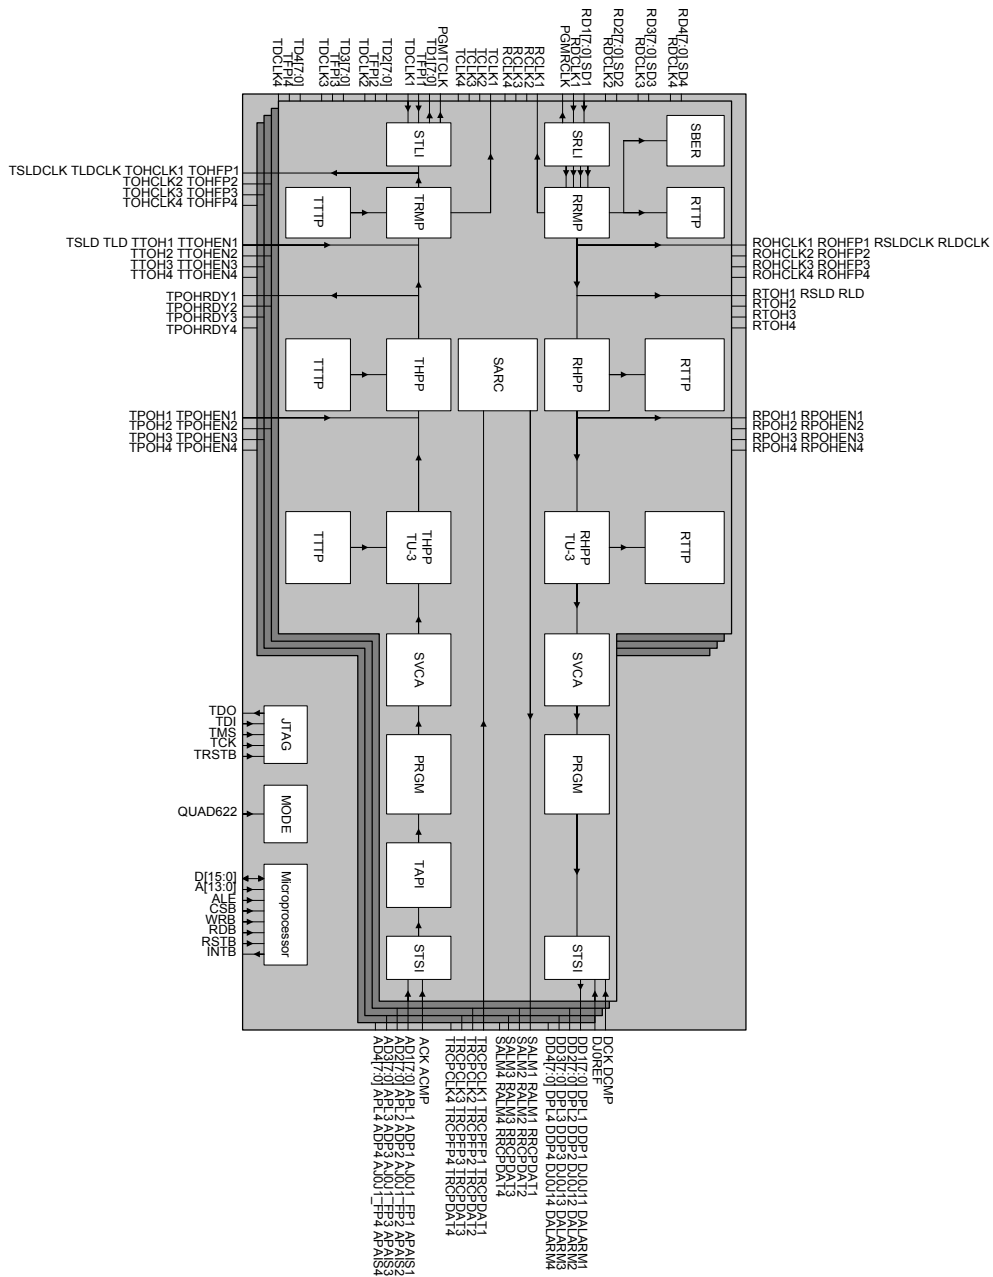 TDCLK4
TFPI4
TD4[7:0]
TDCLK3
TFPI3
TD3[7:0]
TDCLK2
TFPI2
TD2[7:0]
TDCLK1
TFPI1
TD1[7:0]
PGMTCLK
TCLK4
TCLK3
TCLK2
TCLK1
RCLK4
RCLK3
RCLK2
RCLK1
PGMRCLK
RDCLK1
RD1[7:0] SD1
RDCLK2
RD2[7:0] SD2
RDCLK3
RD3[7:0] SD3
RDCLK4
RD4[7:0] SD4
STLI
SRLI
SBER
TSLDCLK TLDCLK TOHCLK1 TOHFP1
TOHCLK2 TOHFP2
TOHCLK3 TOHFP3
TOHCLK4 TOHFP4
TTTP
TRMP
RRMP
RTTP
TSLD TLD TTOH1 TTOHEN1
TTOH2 TTOHEN2
TTOH3 TTOHEN3
TTOH4 TTOHEN4
ROHCLK1 ROHFP1 RSLDCLK RLDCLK
ROHCLK2 ROHFP2
ROHCLK3 ROHFP3
ROHCLK4 ROHFP4
TPOHRDY1
TPOHRDY2
TPOHRDY3
TPOHRDY4
RTOH1 RSLD RLD
RTOH2
RTOH3
RTOH4
TTTP
THPP
SARC
RHPP
RTTP
TPOH1 TPOHEN1
TPOH2 TPOHEN2
TPOH3 TPOHEN3
TPOH4 TPOHEN4
RPOH1 RPOHEN1
RPOH2 RPOHEN2
RPOH3 RPOHEN3
RPOH4 RPOHEN4
TTTP
THPP
TU-3
RHPP
TU-3
RTTP
SVCA
SVCA
TDO
TDI
TMS
TCK
TRSTB
JTAG
PRGM
PRGM
QUAD622
MODE
TAPI
D[15:0]
A[13:0]
ALE
CSB
WRB
RDB
RSTB
INTB
Microprocessor
STSI
STSI
AD4[7:0] APL4 ADP4 AJ0J1_FP4 APAIS4
AD3[7:0] APL3 ADP3 AJ0J1_FP3 APAIS3
AD2[7:0] APL2 ADP2 AJ0J1_FP2 APAIS2
AD1[7:0] APL1 ADP1 AJ0J1_FP1 APAIS1
ACK ACMP
TRCPCLK4 TRCPFP4 TRCPDAT4
TRCPCLK3 TRCPFP3 TRCPDAT3
TRCPCLK2 TRCPFP2 TRCPDAT2
TRCPCLK1 TRCPFP1 TRCPDAT1
SALM4 RALM4 RRCPDAT4
SALM3 RALM3 RRCPDAT3
SALM2 RALM2 RRCPDAT2
SALM1 RALM1 RRCPDAT1
DD4[7:0] DPL4 DDP4 DJ0J14 DALARM4
DD3[7:0] DPL3 DDP3 DJ0J13 DALARM3
DD2[7:0] DPL2 DDP2 DJ0J12 DALARM2
DD1[7:0] DPL1 DDP1 DJ0J11 DALARM1
DJ0REF
DCK DCMP